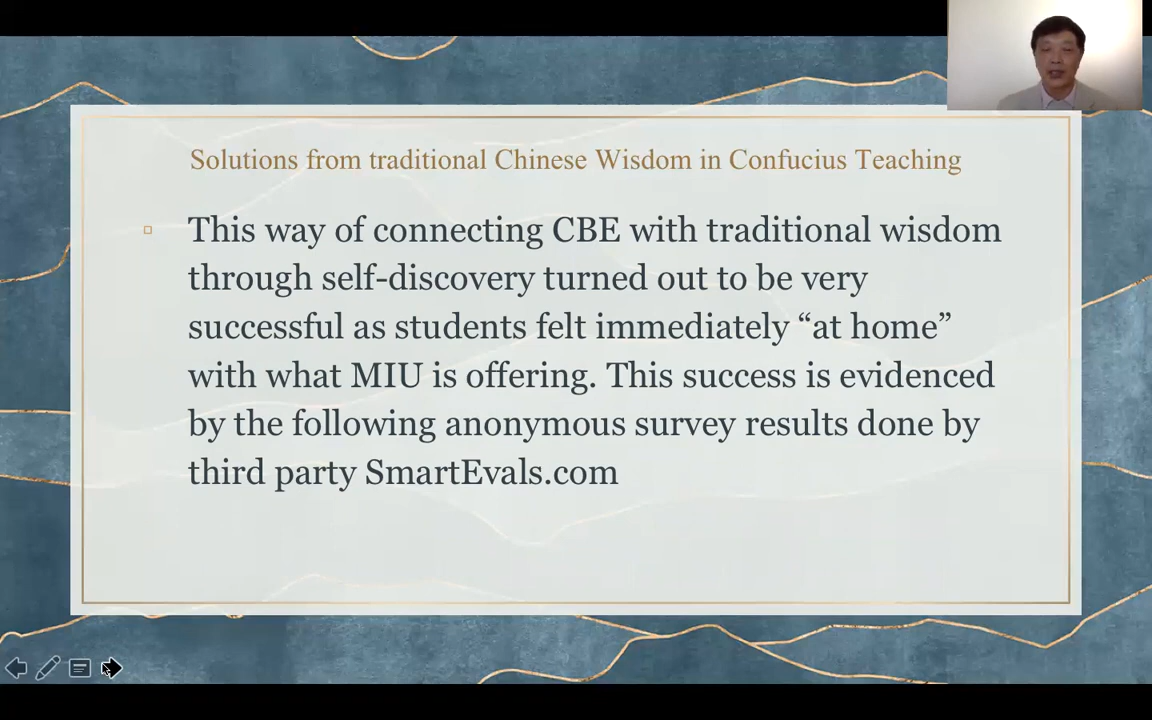 Solutions from traditional Chinese Wisdom in Confucius Teaching
This way of connecting CBE with traditional wisdom
through self-discovery turned out to be very
successful as students felt immediately “at home”
with what MIU is offering. This success is evidenced
by the following anonymous survey results done by
third party SmartEvals.com